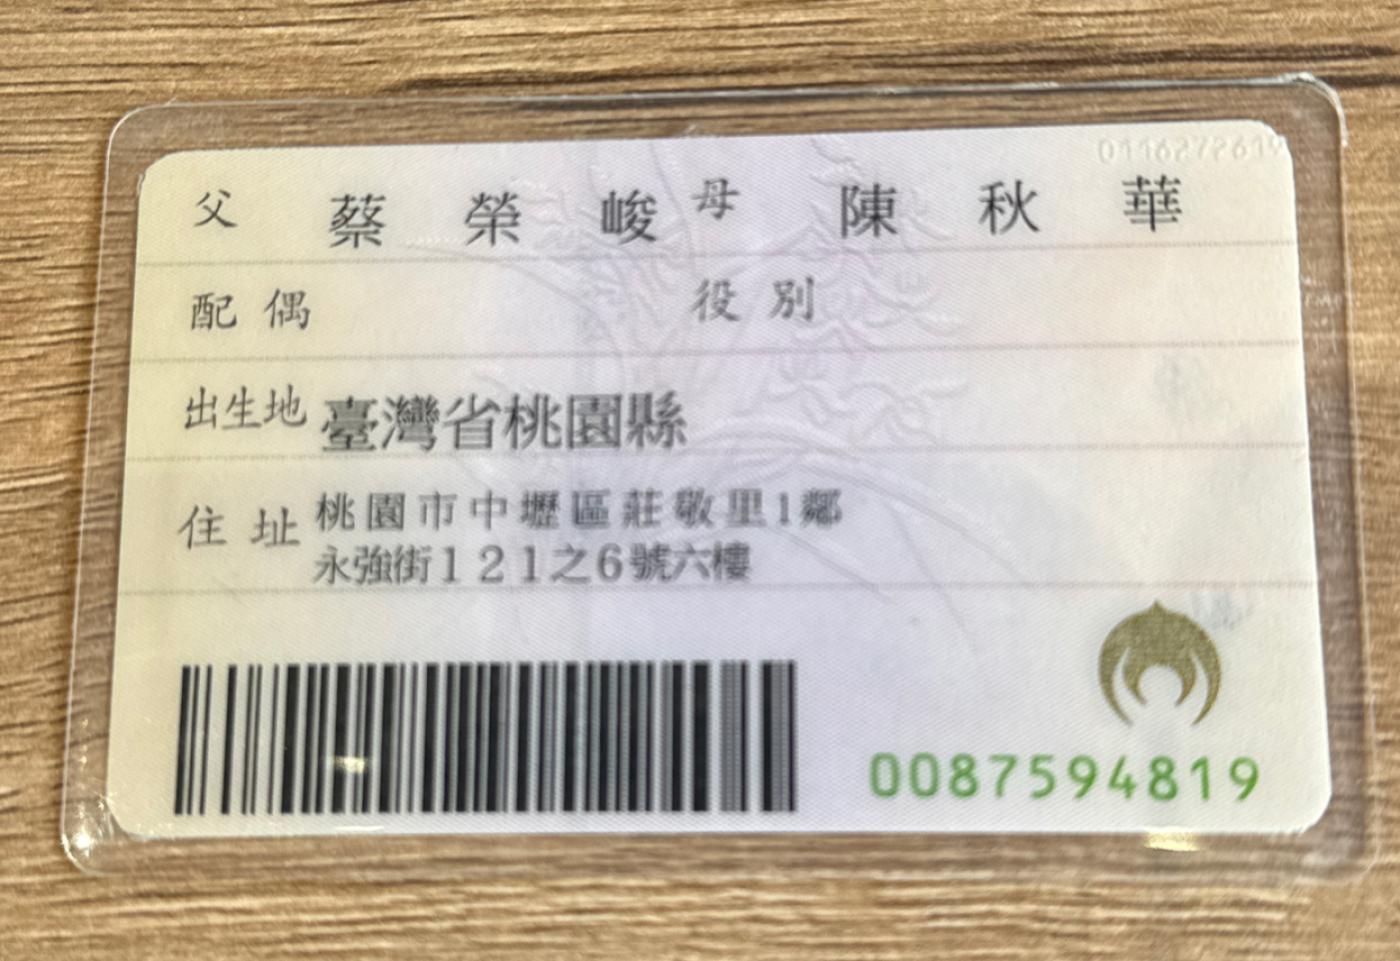 0116272619
父 蔡榮峻 母 陳秋華
配偶 役別
出生地 臺灣省桃園縣
住址 桃園市中壢區莊敬里1鄰
永強街121之6號六樓
0087594819